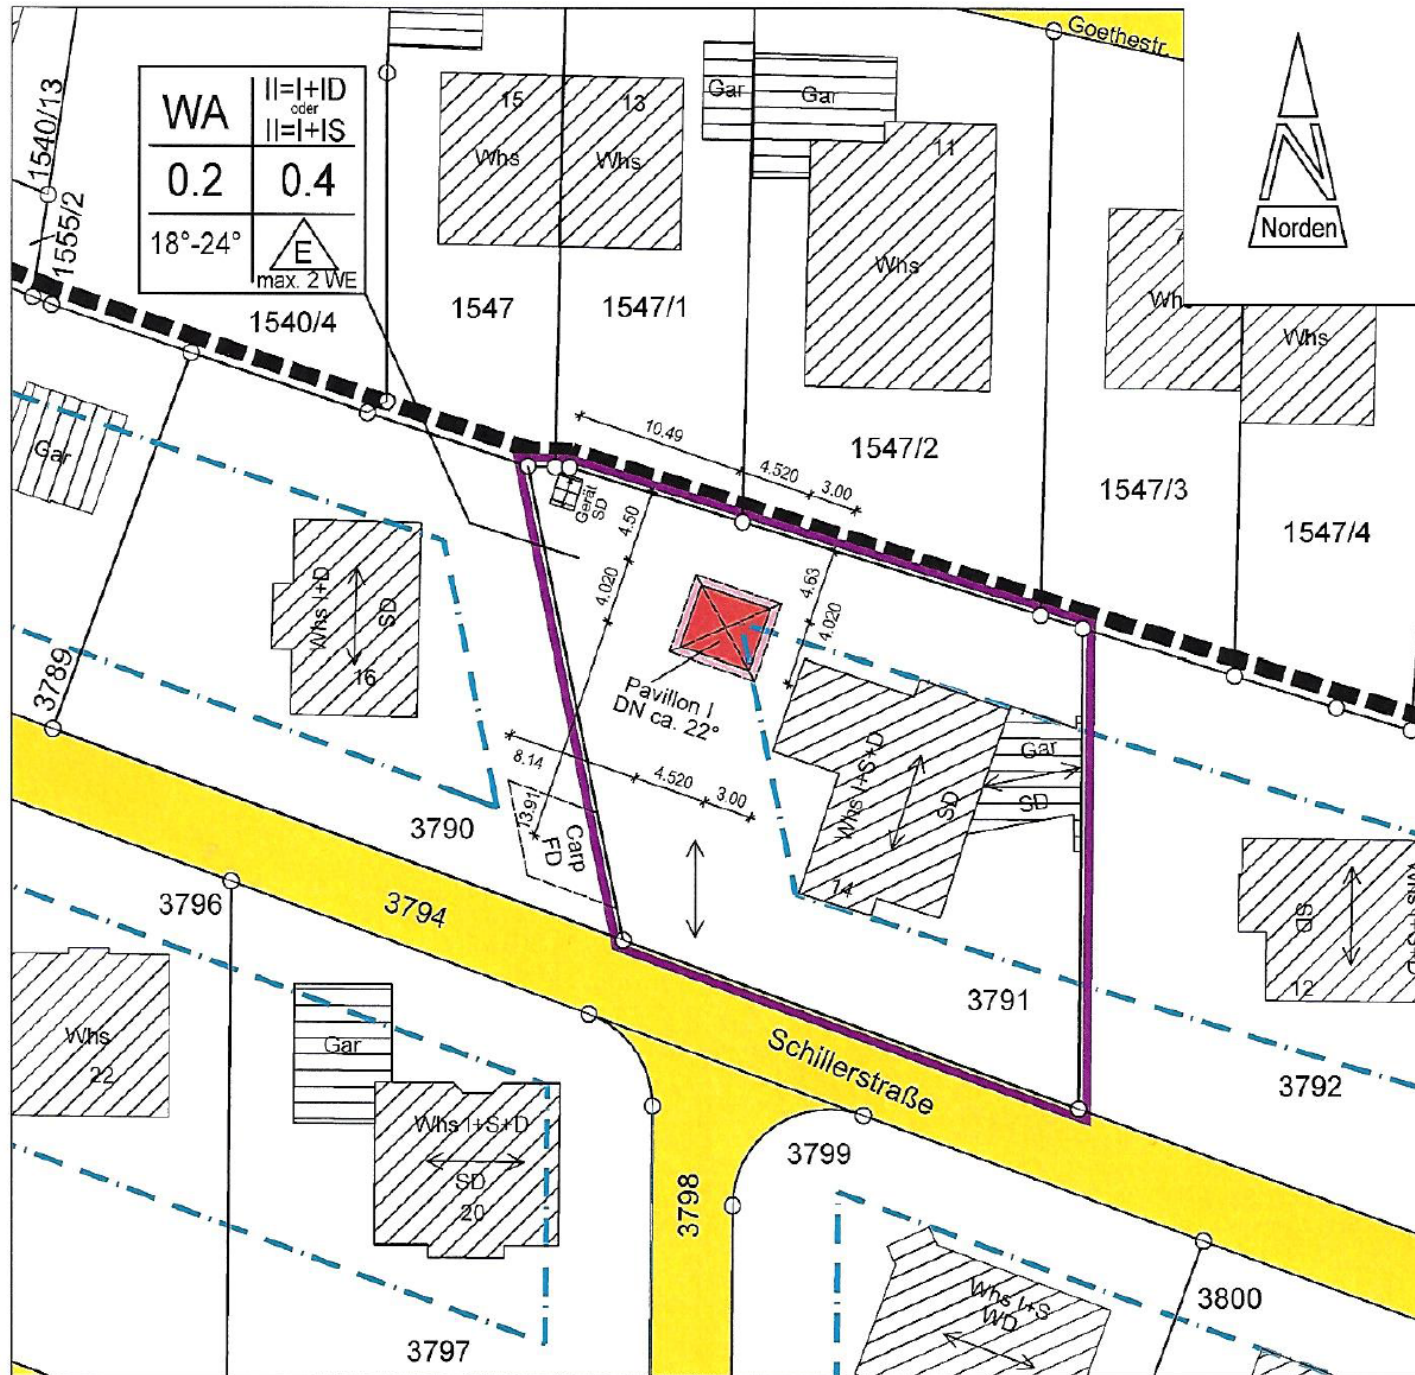 Goethestr.
Norden
1540/13
1555/2
WA
II=I+ID
oder
II=I+IS
0.2
0.4
18°-24°
E
max. 2 WE
15
Whs
13
Whs
Gar
Gar
11
Whs
Whs
1540/4
1547
1547/1
1547/2
1547/3
1547/4
Gar
10.49
4.520
3.00
Gerät
SD
4.50
4.020
4.63
4.020
Whs I+D
SD
16
3789
Pavillon I
DN ca. 22°
8.14
4.520
3.00
13.91
Carp
FD
Whs I+S+D
SD
14
Gar
SD
3790
3796
3794
3791
SD
12
3792
Whs
22
Gar
Schillerstraße
Whs I+S+D
SD
20
3799
3798
3797
Whs I+S
WD
3800